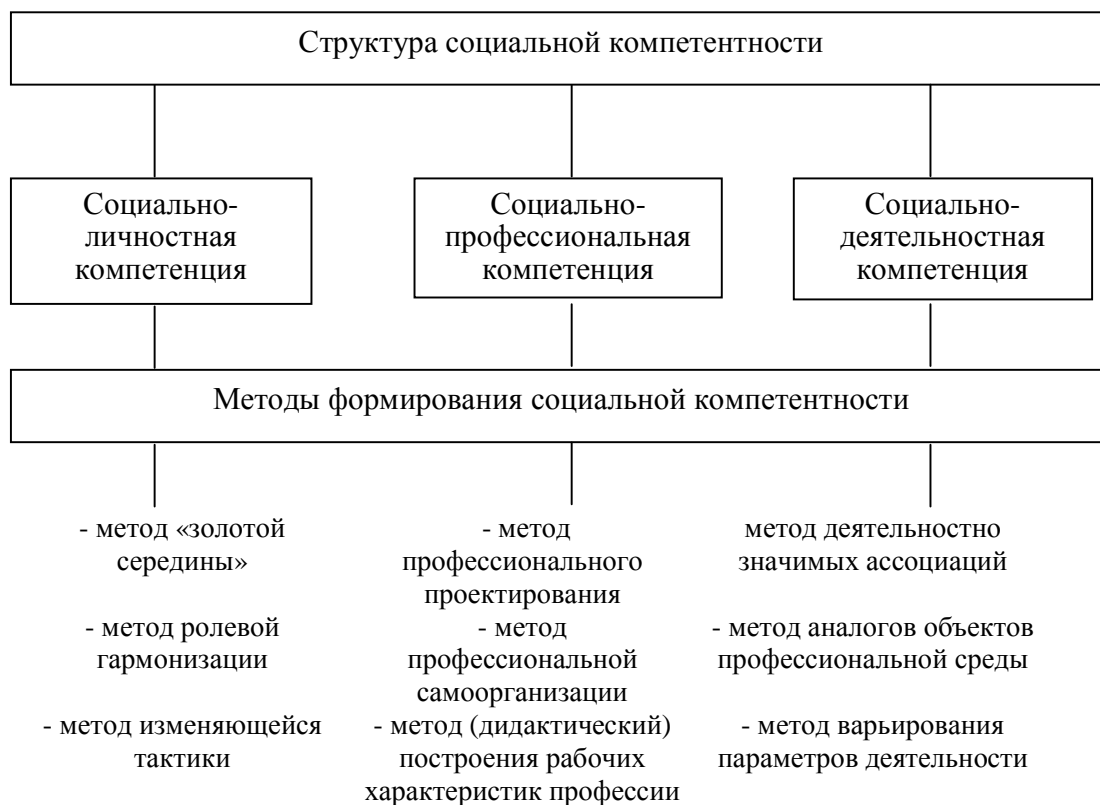 Структура социальной компетентности
Социально-
личностная
компетенция
Социально-
профессиональная
компетенция
Социально-
деятельностная
компетенция
Методы формирования социальной компетентности
- метод «золотой
середины»
- метод ролевой
гармонизации
- метод изменяющейся
тактики
- метод
профессионального
проектирования
- метод
профессиональной
самоорганизации
- метод (дидактический)
построения рабочих
характеристик профессии
метод деятельностно
значимых ассоциаций
- метод аналогов объектов
профессиональной среды
- метод варьирования
параметров деятельности